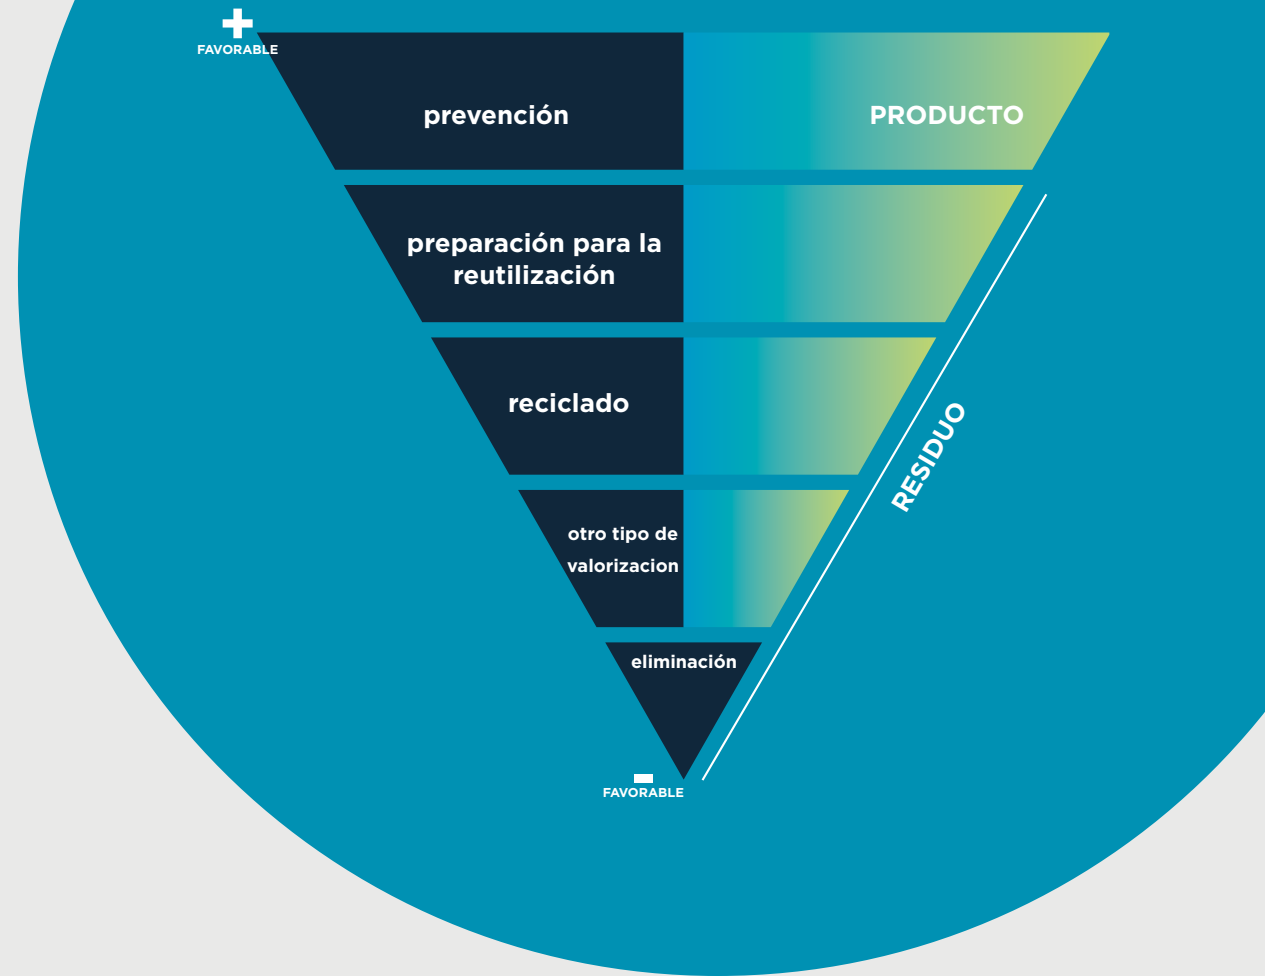 FAVORABLE
prevención
PRODUCTO
preparación para la
reutilización
reciclado
RESIDUO
otro tipo de
valorizacion
eliminación
FAVORABLE